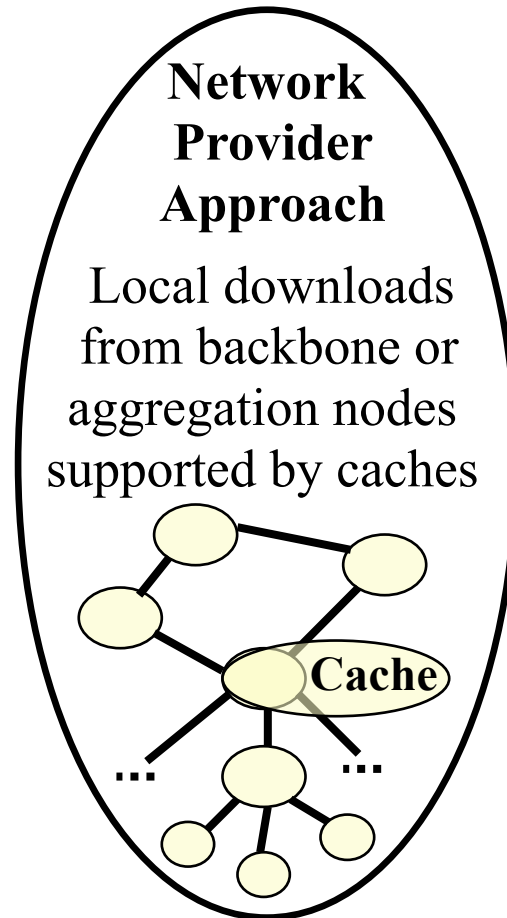 Network
Provider
Approach
Local downloads
from backbone or
aggregation nodes
supported by caches
Cache
...
...